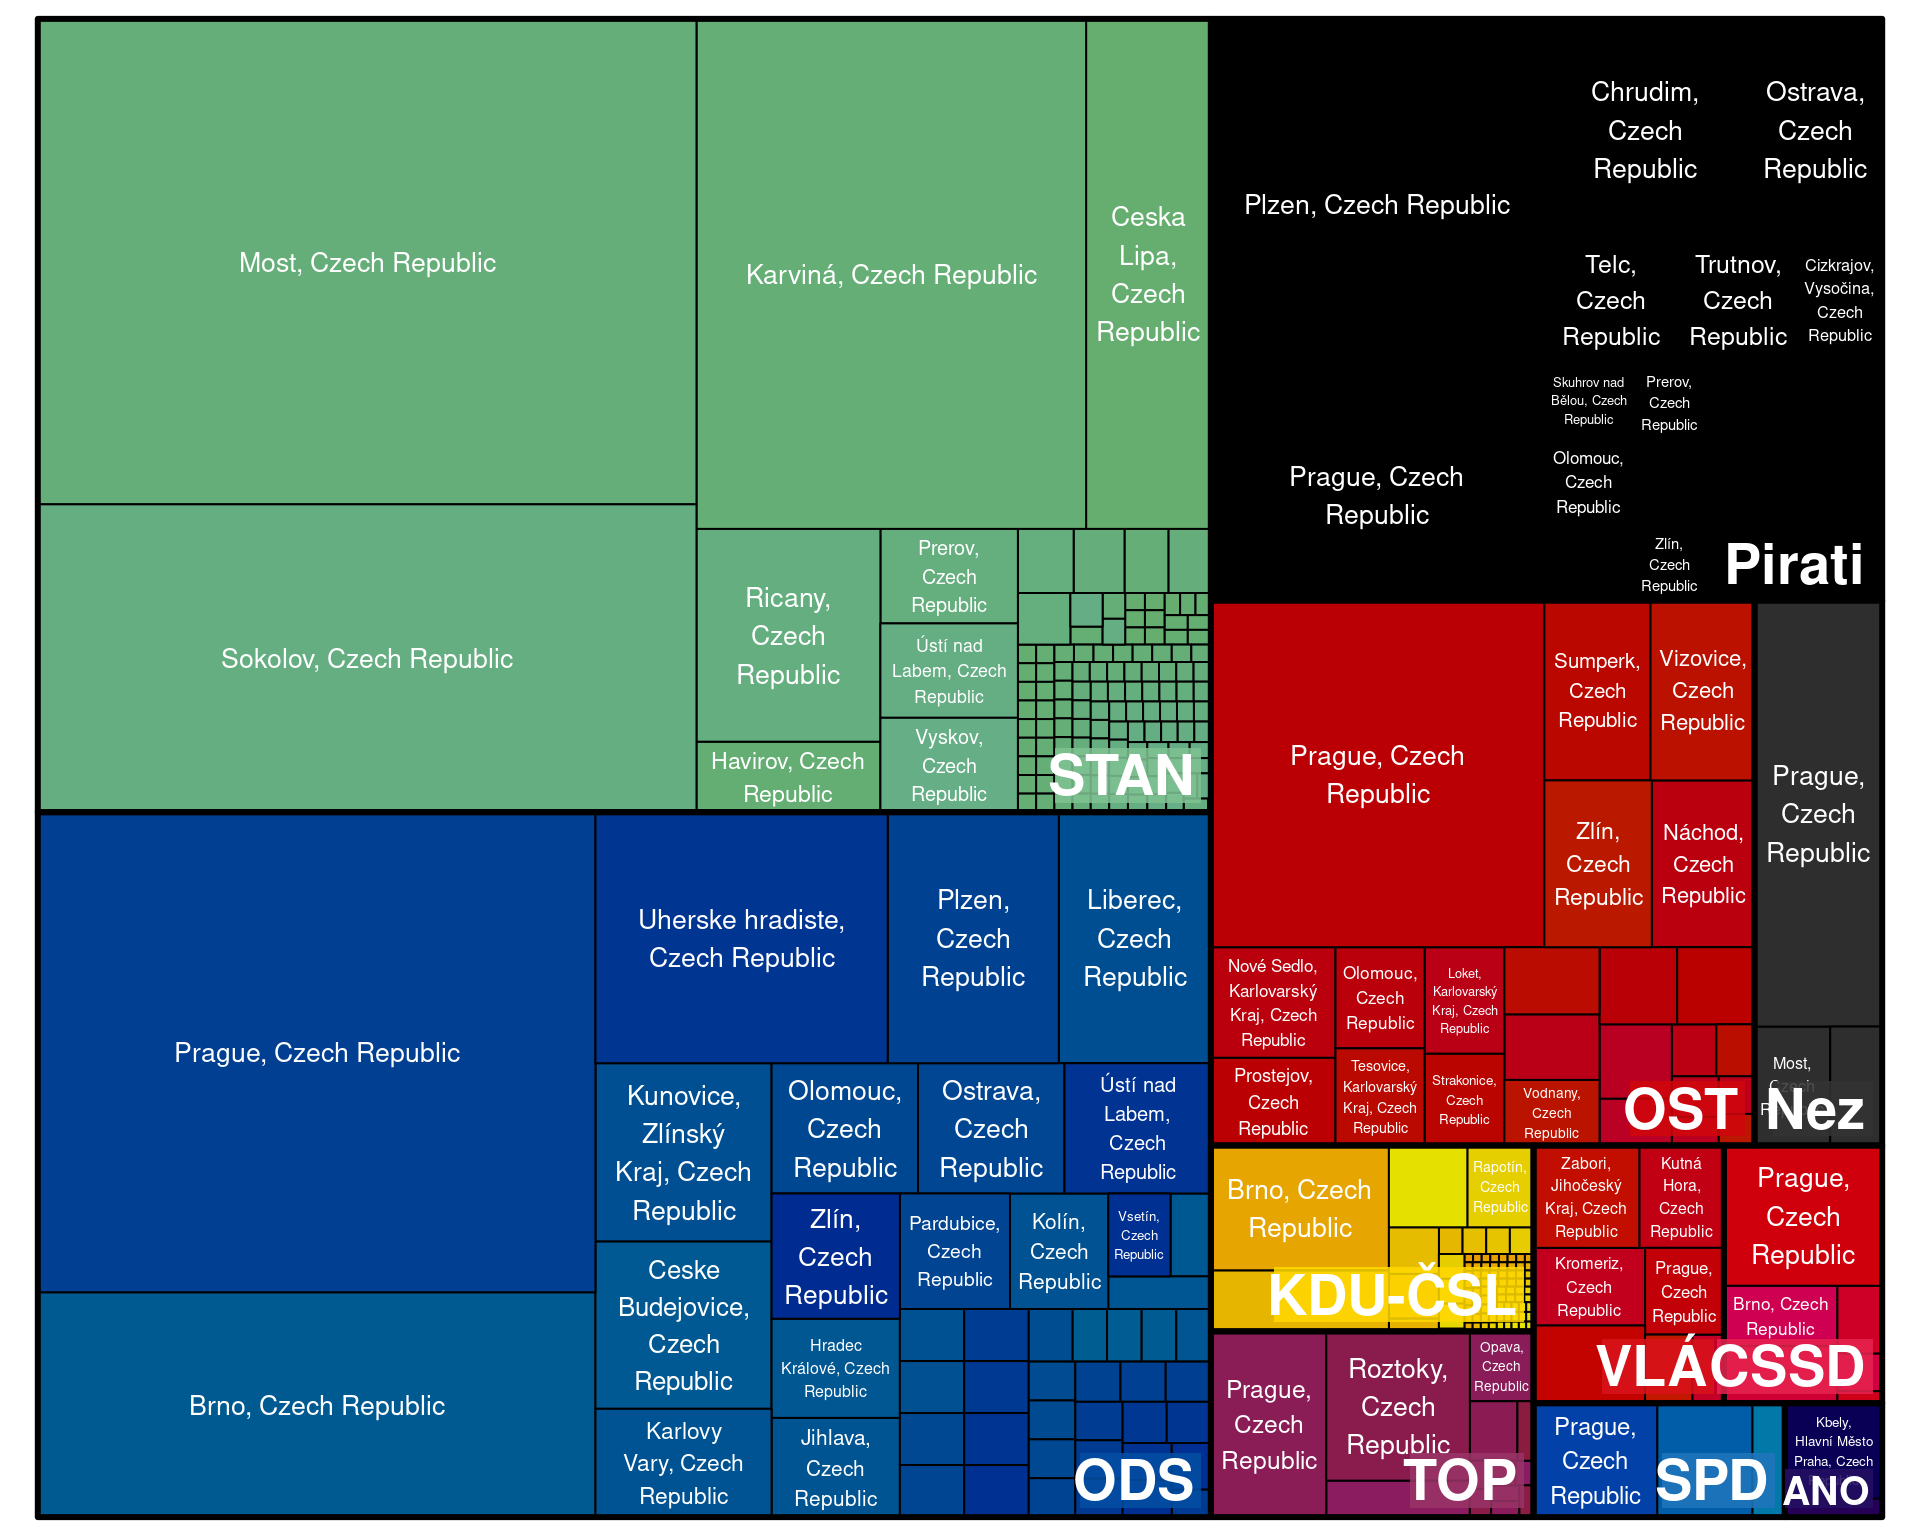 Most, Czech Republic
Sokolov, Czech Republic
Karviná, Czech Republic
Ceska
Lipa,
Czech
Republic
Ricany,
Czech
Republic
Havirov, Czech
Republic
Prerov,
Czech
Republic
Ústí nad
Labem, Czech
Republic
Vyskov,
Czech
Republic
STAN
Plzen, Czech Republic
Prague, Czech
Republic
Chrudim,
Czech
Republic
Ostrava,
Czech
Republic
Telc,
Czech
Republic
Trutnov,
Czech
Republic
Cizkrajov,
Vysočina,
Czech
Republic
Skuhrov nad
Bělou, Czech
Republic
Prerov,
Czech
Republic
Olomouc,
Czech
Republic
Zlín,
Czech
Republic
Pirati
Prague, Czech Republic
Brno, Czech Republic
Uherske hradiste,
Czech Republic
Plzen,
Czech
Republic
Liberec,
Czech
Republic
Kunovice,
Zlínský
Kraj, Czech
Republic
Ceske
Budejovice,
Czech
Republic
Karlovy
Vary, Czech
Republic
Olomouc,
Czech
Republic
Ostrava,
Czech
Republic
Ústí nad
Labem,
Czech
Republic
Zlín,
Czech
Republic
Hradec
Králové, Czech
Republic
Jihlava,
Czech
Republic
Pardubice,
Czech
Republic
Kolín,
Czech
Republic
Vsetín,
Czech
Republic
ODS
Prague, Czech
Republic
Sumperk,
Czech
Republic
Vizovice,
Czech
Republic
Zlín,
Czech
Republic
Náchod,
Czech
Republic
Nové Sedlo,
Karlovarský
Kraj, Czech
Republic
Prostejov,
Czech
Republic
Olomouc,
Czech
Republic
Tesovice,
Karlovarský
Kraj, Czech
Republic
Loket,
Karlovarský
Kraj, Czech
Republic
Strakonice,
Czech
Republic
Vodnany,
Czech
Republic
OST
Prague,
Czech
Republic
Most,
Czech
Nez
Brno, Czech
Republic
Rapotín,
Czech
Republic
KDU-ČSL
Zabori,
Jihočeský
Kraj, Czech
Republic
Kutná
Hora,
Czech
Republic
Kromeriz,
Czech
Republic
Prague,
Czech
Republic
VLÁ
Prague,
Czech
Republic
Brno, Czech
Republic
CSSD
Prague,
Czech
Republic
Roztoky,
Czech
Republic
Opava,
Czech
Republic
TOP
Prague,
Czech
Republic
SPD
Kbely,
Hlavní Město
Praha, Czech
ANO